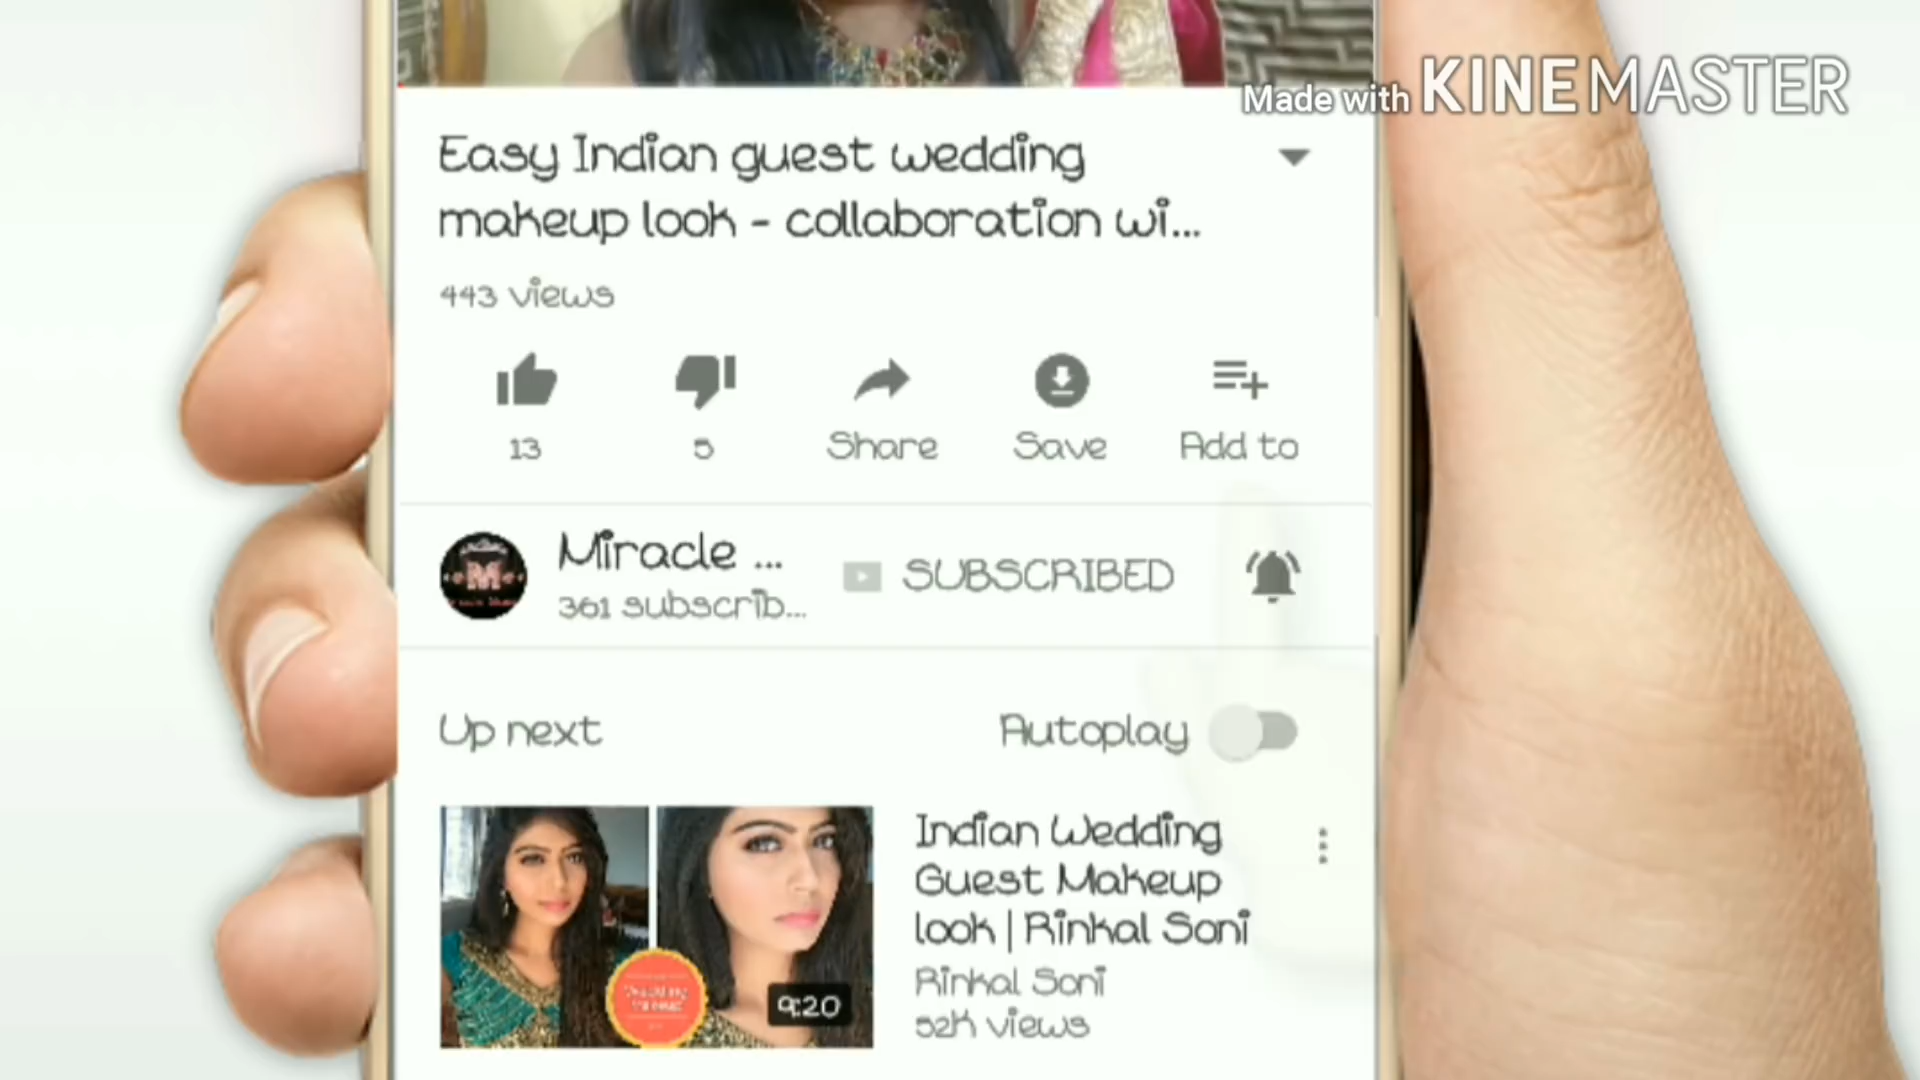 Made with KINEMASTER
Easy Indian guest wedding
makeup look - collaboration wi...
443 views
13
5
Share
Save
Add to
Miracle ...
361 subscrib...
SUBSCRIBED
M
Up next
Autoplay
Indian Wedding
Guest Makeup
look | Rinkal Soni
Rinkal Soni
52K views
9:20